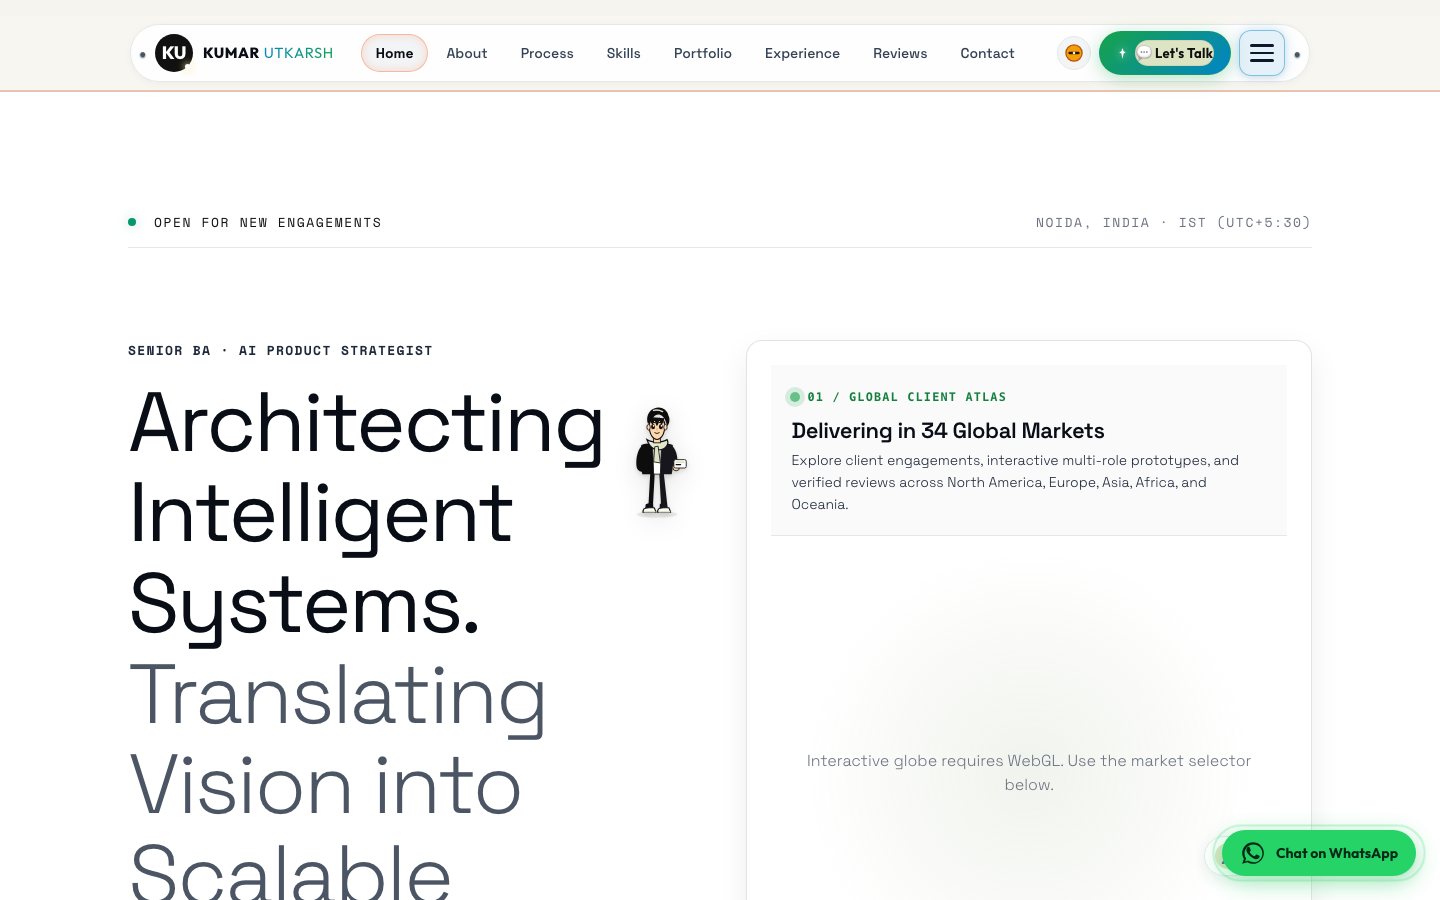 KU KUMAR UTKARSH
Home About Process Skills Portfolio Experience Reviews Contact
Let's Talk
OPEN FOR NEW ENGAGEMENTS
NOIDA, INDIA · IST (UTC+5:30)
SENIOR BA · AI PRODUCT STRATEGIST
Architecting
Intelligent
Systems.
Translating
Vision into
Scalable
01 / GLOBAL CLIENT ATLAS
Delivering in 34 Global Markets
Explore client engagements, interactive multi-role prototypes, and
verified reviews across North America, Europe, Asia, Africa, and
Oceania.
Interactive globe requires WebGL. Use the market selector
below.
Chat on WhatsApp